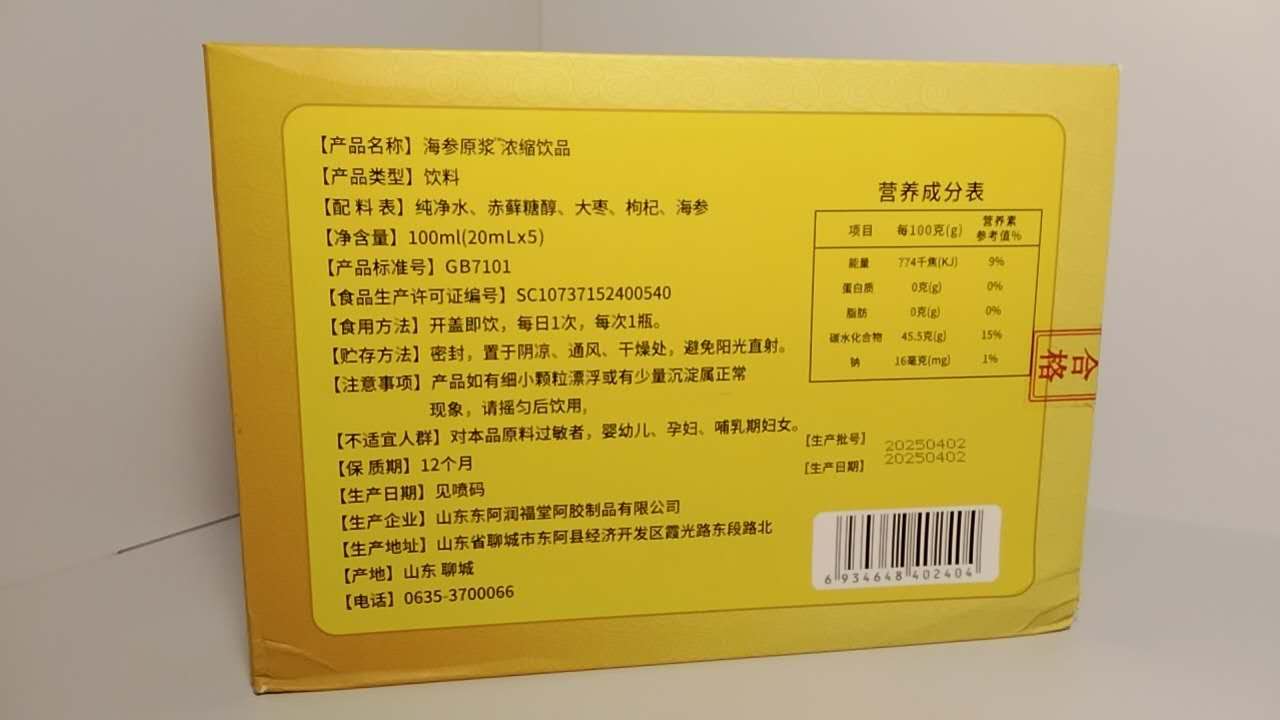 【产品名称】海参原浆™浓缩饮品
【产品类型】饮料
【配 料 表】纯净水、赤藓糖醇、大枣、枸杞、海参
【净含量】100ml(20mLx5)
【产品标准号】GB7101
【食品生产许可证编号】SC10737152400540
【食用方法】开盖即饮，每日1次，每次1瓶。
【贮存方法】密封，置于阴凉、通风、干燥处，避免阳光直射。
【注意事项】产品如有细小颗粒漂浮或有少量沉淀属正常
现象，请摇匀后饮用，
【不适宜人群】对本品原料过敏者，婴幼儿、孕妇、哺乳期妇女。
【保 质 期】12个月
【生产日期】见喷码
【生产企业】山东东阿润福堂阿胶制品有限公司
【生产地址】山东省聊城市东阿县经济开发区霞光路东段路北
【产地】山东 聊城
【电话】0635-3700066
营养成分表
项目 每100克(g) 营养素参考值%
能量 774千焦(KJ) 9%
蛋白质 0克(g) 0%
脂肪 0克(g) 0%
碳水化合物 45.5克(g) 15%
钠 16毫克(mg) 1%
合格
【生产批号】 20250402
【生产日期】 20250402
6 934648 402404